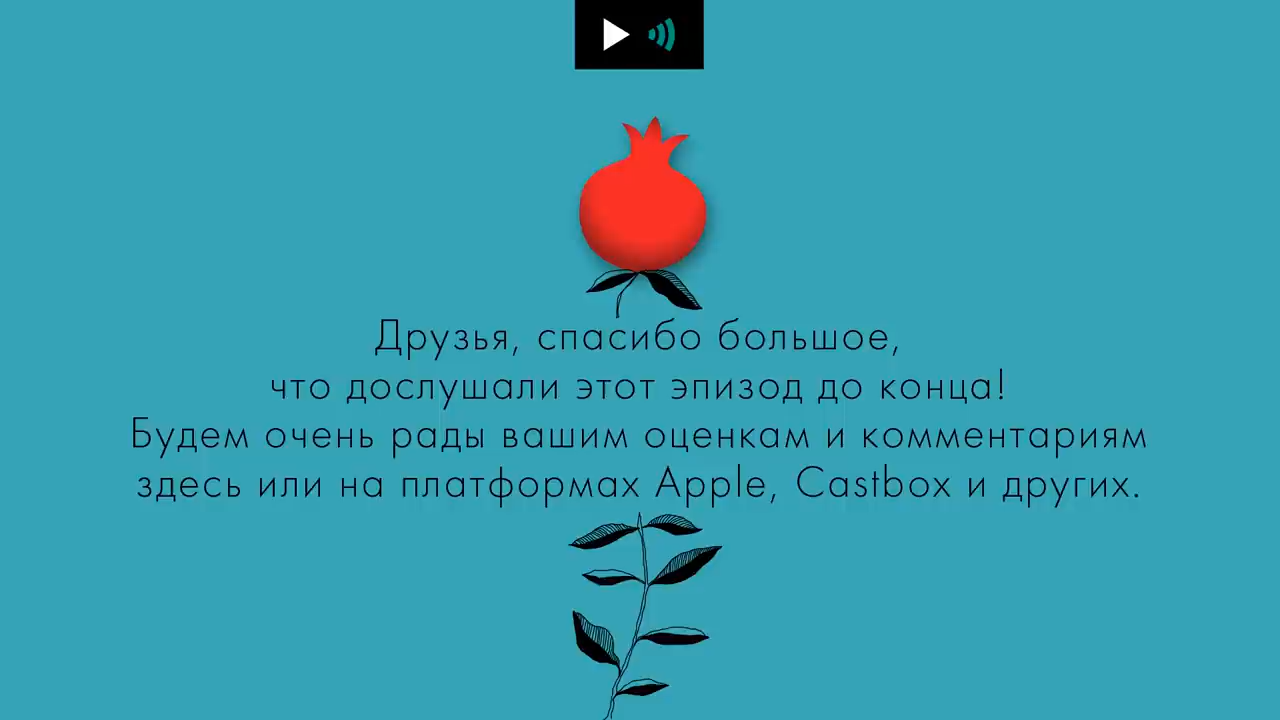 Друзья, спасибо большое,
что дослушали этот эпизод до конца!
Будем очень рады вашим оценкам и комментариям
здесь или на платформах Apple, Castbox и других.